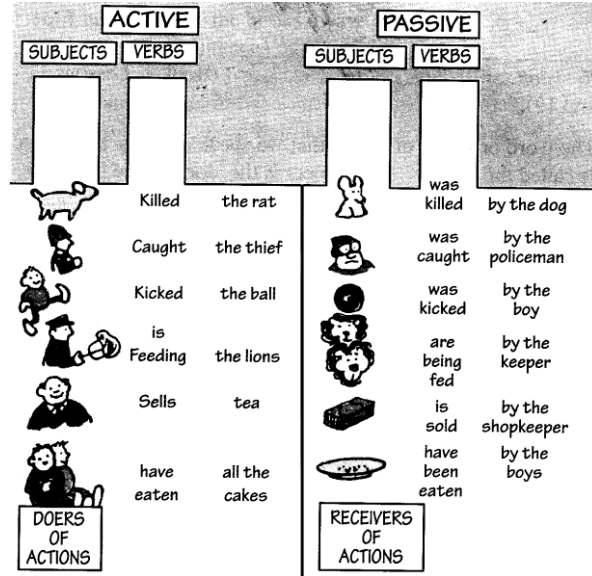 ACTIVE
SUBJECTS VERBS
Killed the rat
Caught the thief
Kicked the ball
is
Feeding the lions
Sells tea
have all the
eaten cakes
DOERS
OF
ACTIONS
PASSIVE
SUBJECTS VERBS
was
killed by the dog
was by the
caught policeman
was by the
kicked boy
are by the
being keeper
fed
is by the
sold shopkeeper
have by the
been boys
eaten
RECEIVERS
OF
ACTIONS